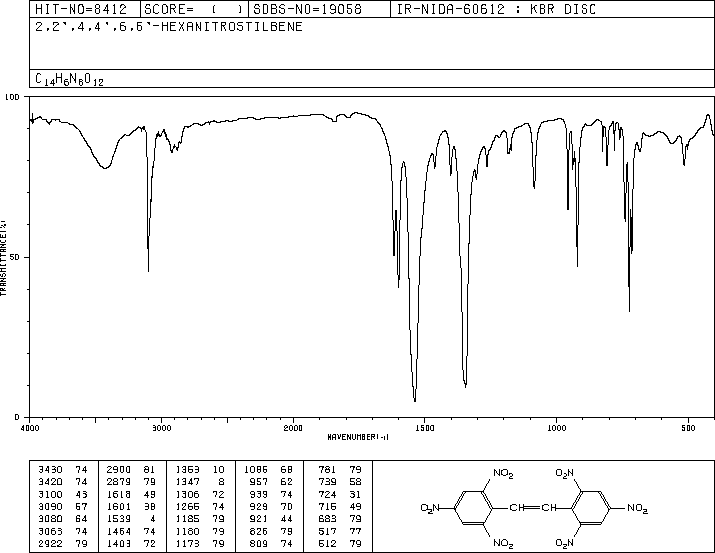 HIT-NO=8412 SCORE= ( ) SDBS-NO=19058 IR-NIDA-60612 : KBR DISC
2,2',4,4',6,6'-HEXANITROSTILBENE
C14H6N6O12
100
50
0
TRANSMITTANCE(%)
4000 3000 2000 1500 1000 500
WAVENUMBER(-1)
3430 74 2900 81 1363 10 1086 68 781 79
3420 74 2879 79 1347 8 957 62 739 58
3100 43 1618 49 1306 72 939 74 724 31
3090 67 1601 38 1266 74 929 70 716 49
3080 64 1539 4 1185 79 921 44 683 79
3063 74 1464 74 1180 79 826 79 517 77
2922 79 1403 72 1173 79 809 74 512 79
NO2 O2N
O2N CH CH NO2
NO2 O2N